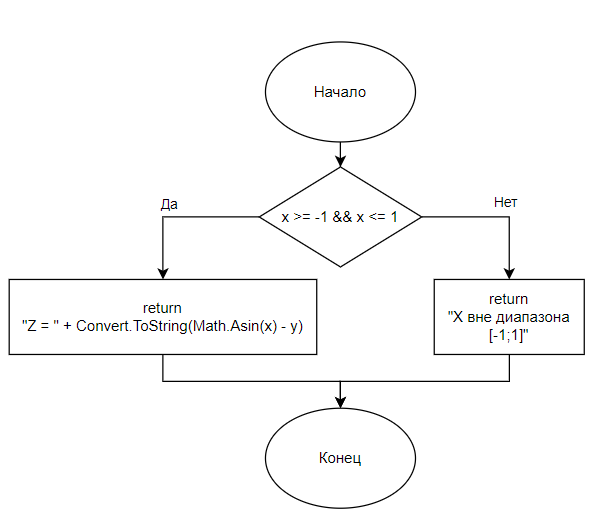 Начало
Да
Нет
x >= -1 && x <= 1
return
"Z = " + Convert.ToString(Math.Asin(x) - y)
return
"X вне диапазона
[-1;1]"
Конец